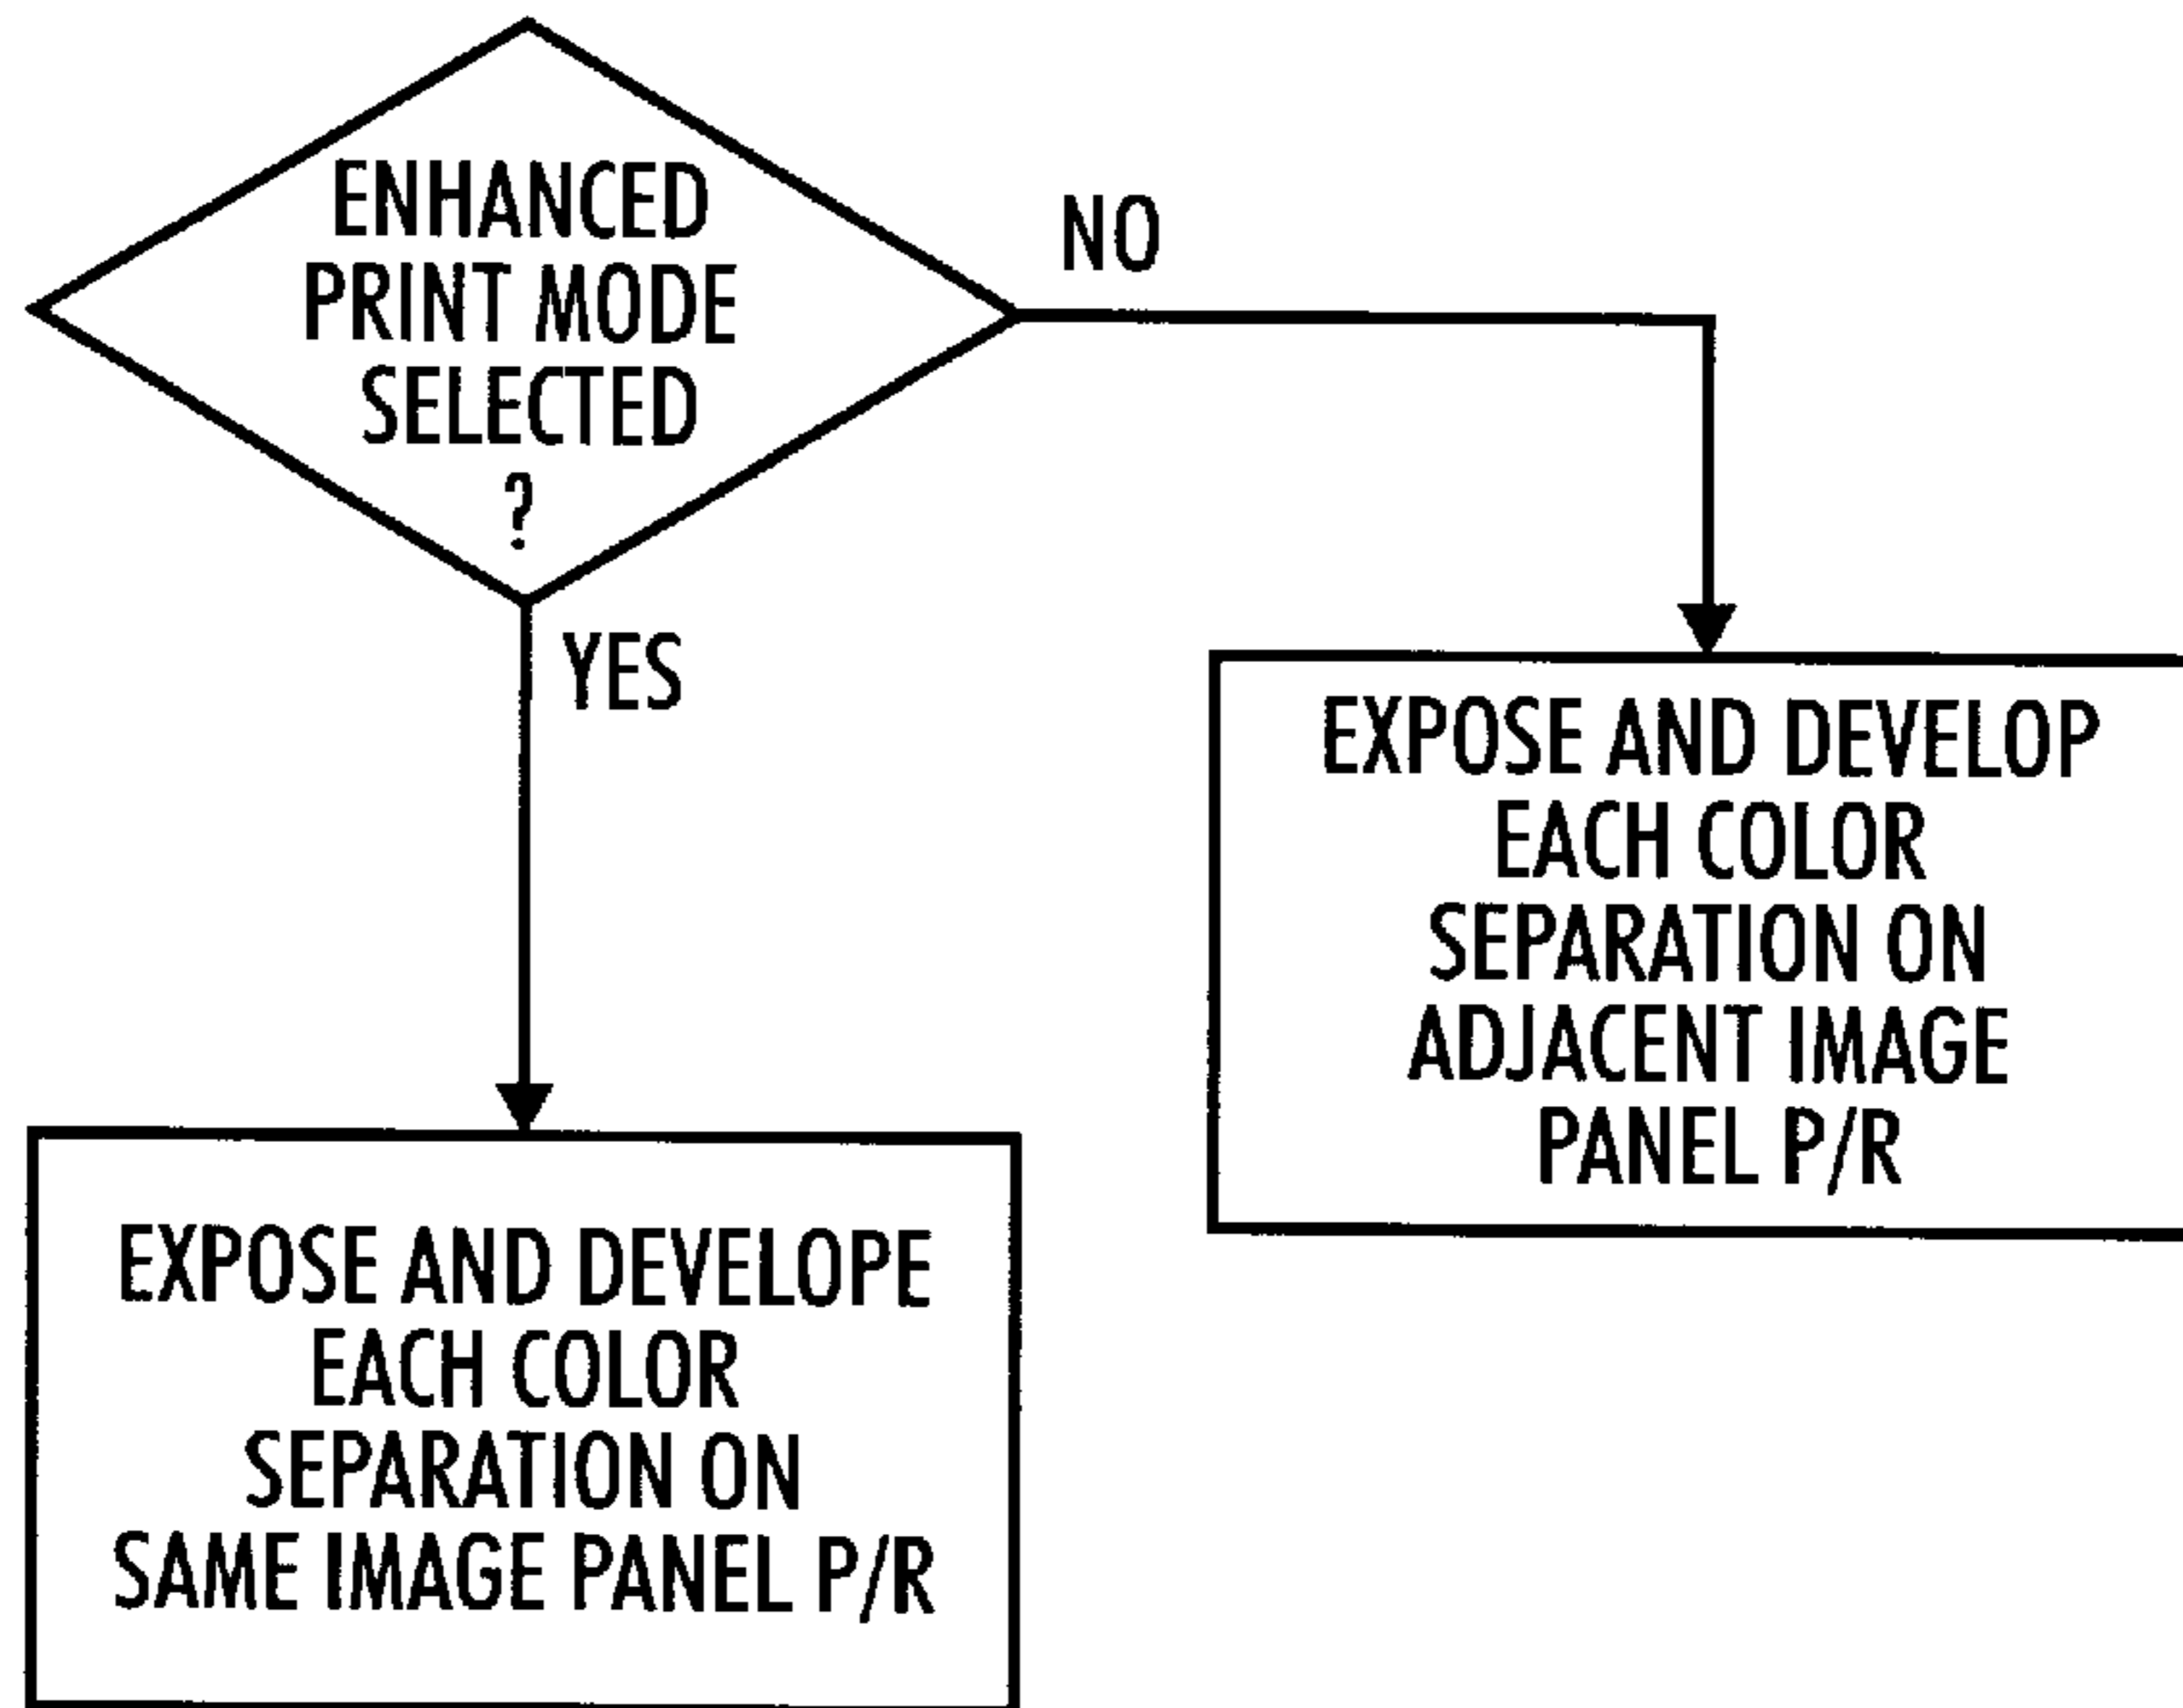 ENHANCED
PRINT MODE
SELECTED
?
NO
YES
EXPOSE AND DEVELOP
EACH COLOR
SEPARATION ON
ADJACENT IMAGE
PANEL P/R
EXPOSE AND DEVELOPE
EACH COLOR
SEPARATION ON
SAME IMAGE PANEL P/R